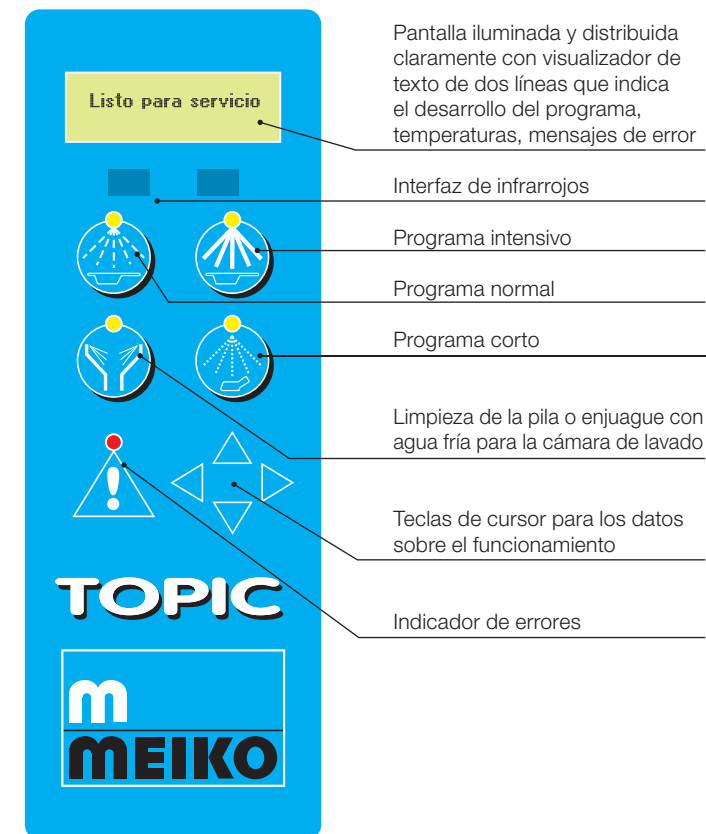 Listo para servicio
TOPIC
m
MEIKO
Pantalla iluminada y distribuida
claramente con visualizador de
texto de dos líneas que indica
el desarrollo del programa,
temperaturas, mensajes de error
Interfaz de infrarrojos
Programa intensivo
Programa normal
Programa corto
Limpieza de la pila o enjuague con
agua fría para la cámara de lavado
Teclas de cursor para los datos
sobre el funcionamiento
Indicador de errores